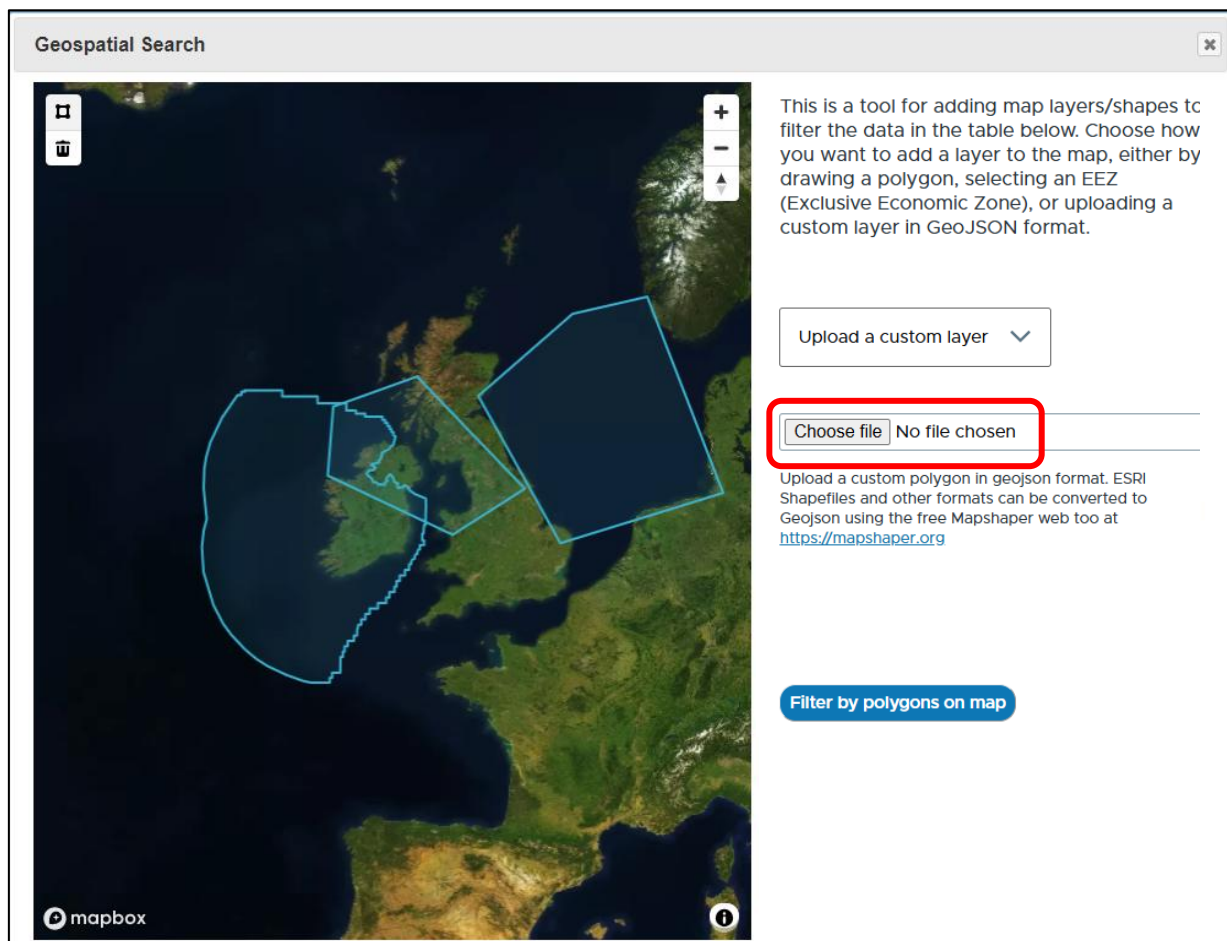 Geospatial Search
This is a tool for adding map layers/shapes to
filter the data in the table below. Choose how
you want to add a layer to the map, either by
drawing a polygon, selecting an EEZ
(Exclusive Economic Zone), or uploading a
custom layer in GeoJSON format.
Upload a custom layer
Choose file No file chosen
Upload a custom polygon in geojson format. ESRI
Shapefiles and other formats can be converted to
Geojson using the free Mapshaper web too at
https://mapshaper.org
Filter by polygons on map
mapbox